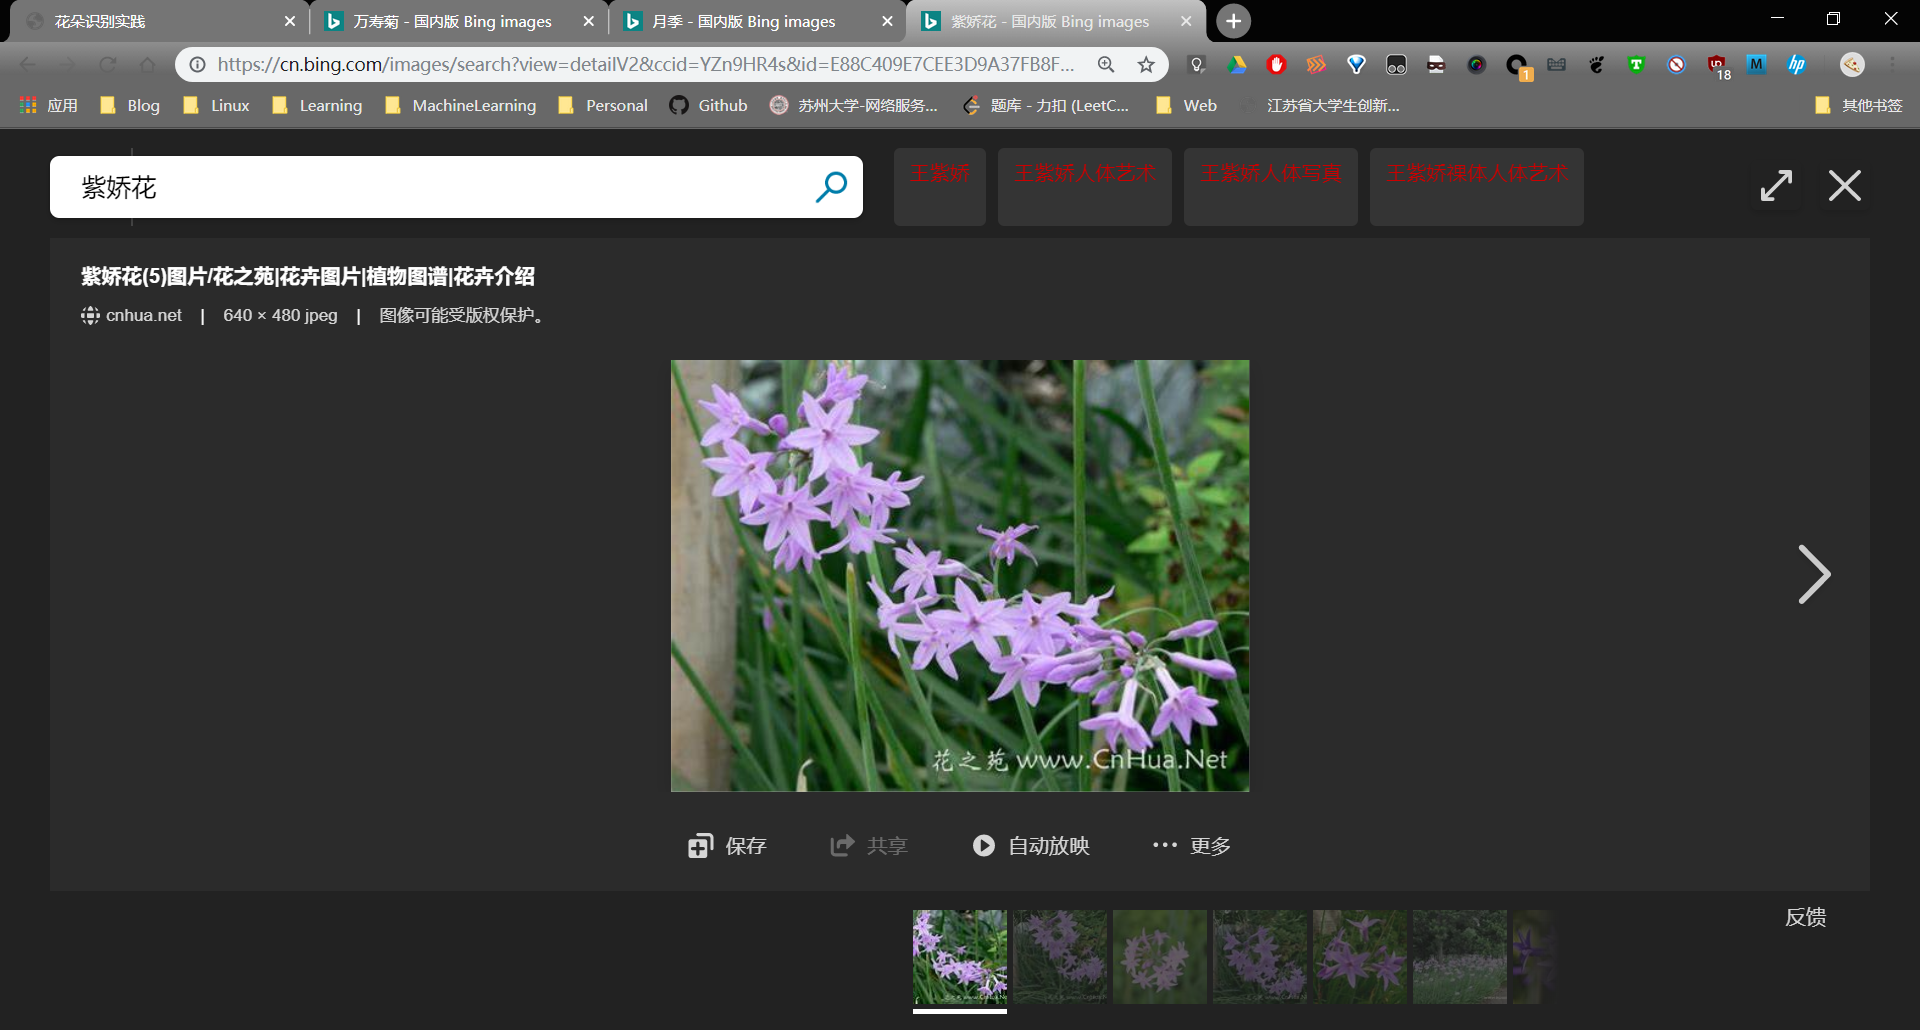 花朵识别实践
万寿菊 - 国内版 Bing images
月季 - 国内版 Bing images
紫娇花 - 国内版 Bing images
https://cn.bing.com/images/search?view=detailV2&ccid=YZn9HR4s&id=E88C409E7CEE3D9A37FB8F...
1
18
应用
Blog
Linux
Learning
MachineLearning
Personal
Github
苏州大学-网络服务...
题库 - 力扣 (LeetC...
Web
江苏省大学生创新...
其他书签
紫娇花
王紫娇
王紫娇人体艺术
王紫娇人体写真
王紫娇裸体人体艺术
紫娇花(5)图片/花之苑|花卉图片|植物图谱|花卉介绍
cnhua.net | 640 × 480 jpeg | 图像可能受版权保护。
花之苑 www.CnHua.Net
保存
共享
自动放映
更多
反馈